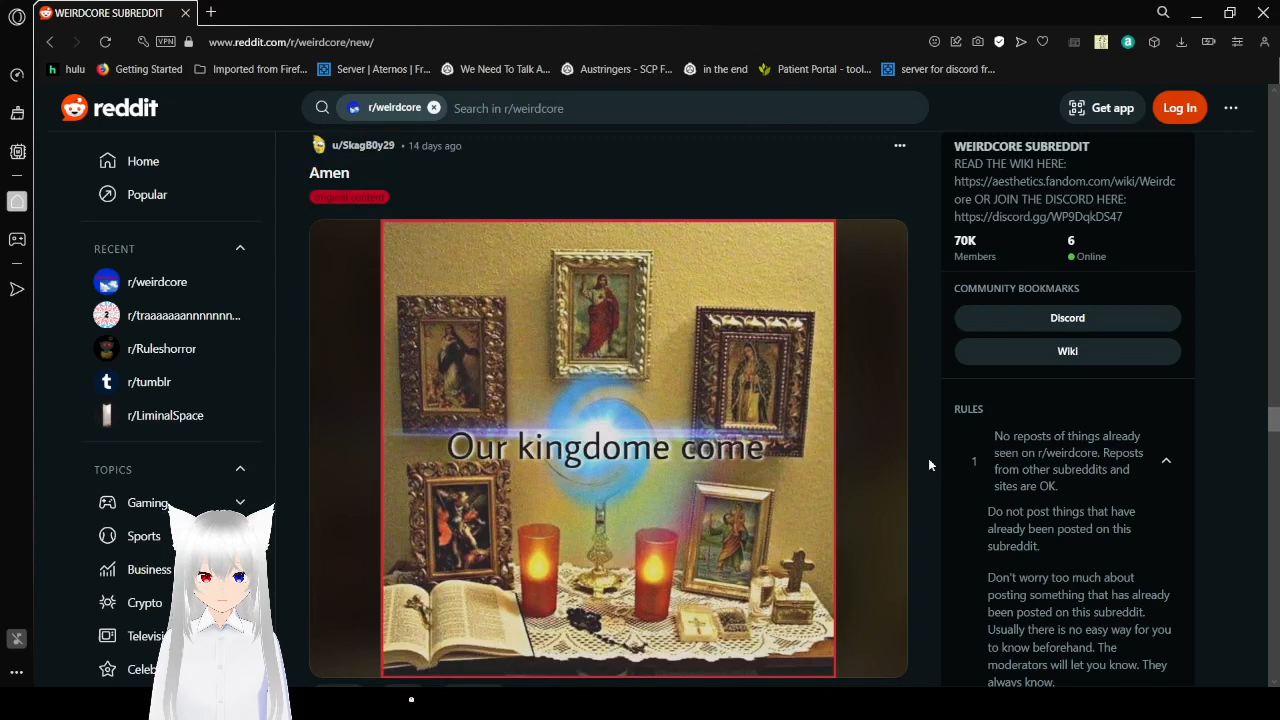 WEIRDCORE SUBREDDIT
VPN
www.reddit.com/r/weirdcore/new/
hulu
Getting Started
Imported from Firef...
Server | Aternos | Fr...
We Need To Talk A...
Austringers - SCP F...
in the end
Patient Portal - tool...
server for discord fr...
reddit
r/weirdcore
Search in r/weirdcore
Get app
Log In
Home
Popular
RECENT
r/weirdcore
r/traaaaaaannnnnnn...
r/Ruleshorror
r/tumblr
r/LiminalSpace
TOPICS
Gaming
Sports
Business
Crypto
Televisi
Celeb
u/SkagB0y29 • 14 days ago
Amen
original content
Our kingdome come
WEIRDCORE SUBREDDIT
READ THE WIKI HERE:
https://aesthetics.fandom.com/wiki/Weirdc
ore OR JOIN THE DISCORD HERE:
https://discord.gg/WP9DqkDS47
70K
6
Members
Online
COMMUNITY BOOKMARKS
Discord
Wiki
RULES
1
No reposts of things already
seen on r/weirdcore. Reposts
from other subreddits and
sites are OK.
Do not post things that have
already been posted on this
subreddit.
Don't worry too much about
posting something that has already
been posted on this subreddit.
Usually there is no easy way for you
to know beforehand. The
moderators will let you know. They
always know.